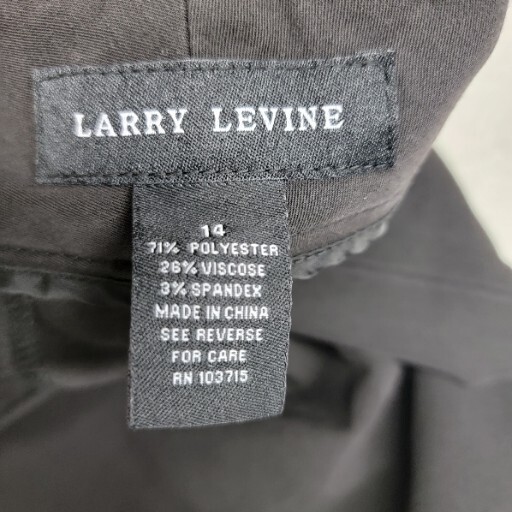 LARRY LEVINE
14
71% POLYESTER
26% VISCOSE
3% SPANDEX
MADE IN CHINA
SEE REVERSE
FOR CARE
RN 103715